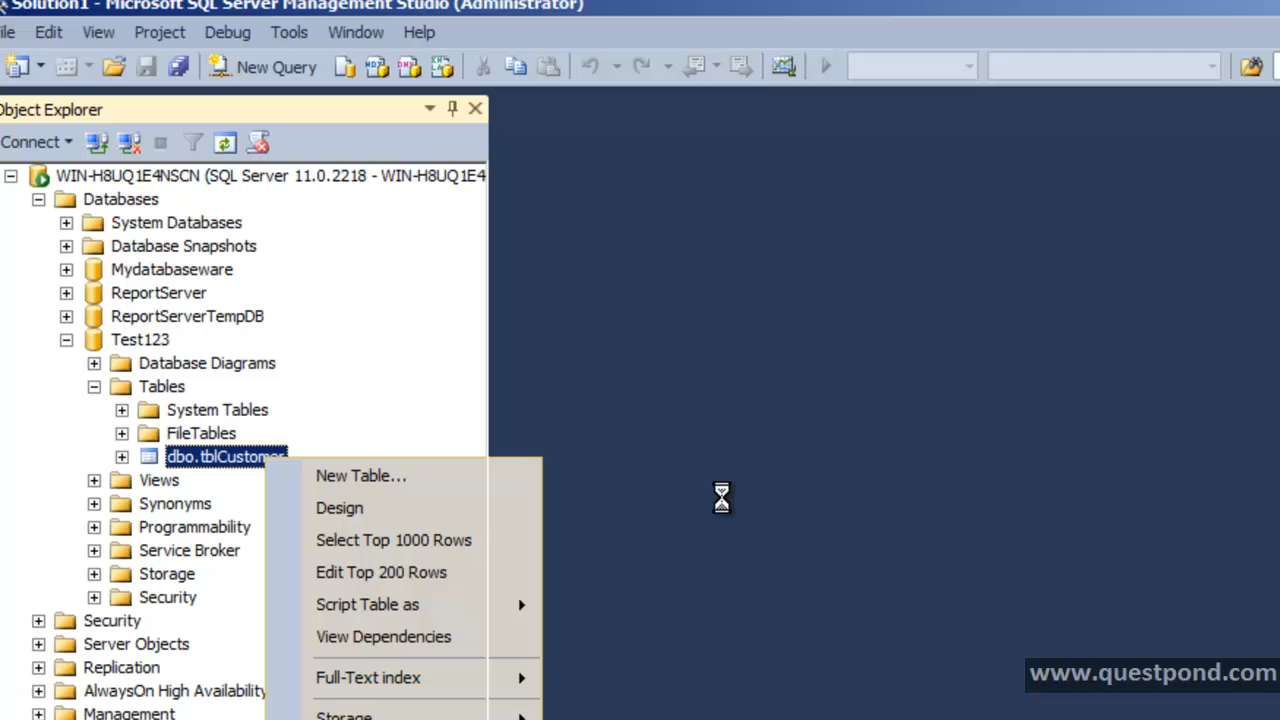 Solution1 - Microsoft SQL Server Management Studio (Administrator)
ile Edit View Project Debug Tools Window Help
New Query
Object Explorer
Connect
WIN-H8UQ1E4NSCN (SQL Server 11.0.2218 - WIN-H8UQ1E4
Databases
System Databases
Database Snapshots
Mydatabaseware
ReportServer
ReportServerTempDB
Test123
Database Diagrams
Tables
System Tables
FileTables
dbo.tblCustomer
Views
Synonyms
Programmability
Service Broker
Storage
Security
Security
Server Objects
Replication
AlwaysOn High Availability
Management
New Table...
Design
Select Top 1000 Rows
Edit Top 200 Rows
Script Table as
View Dependencies
Full-Text index
Storage
www.questpond.com